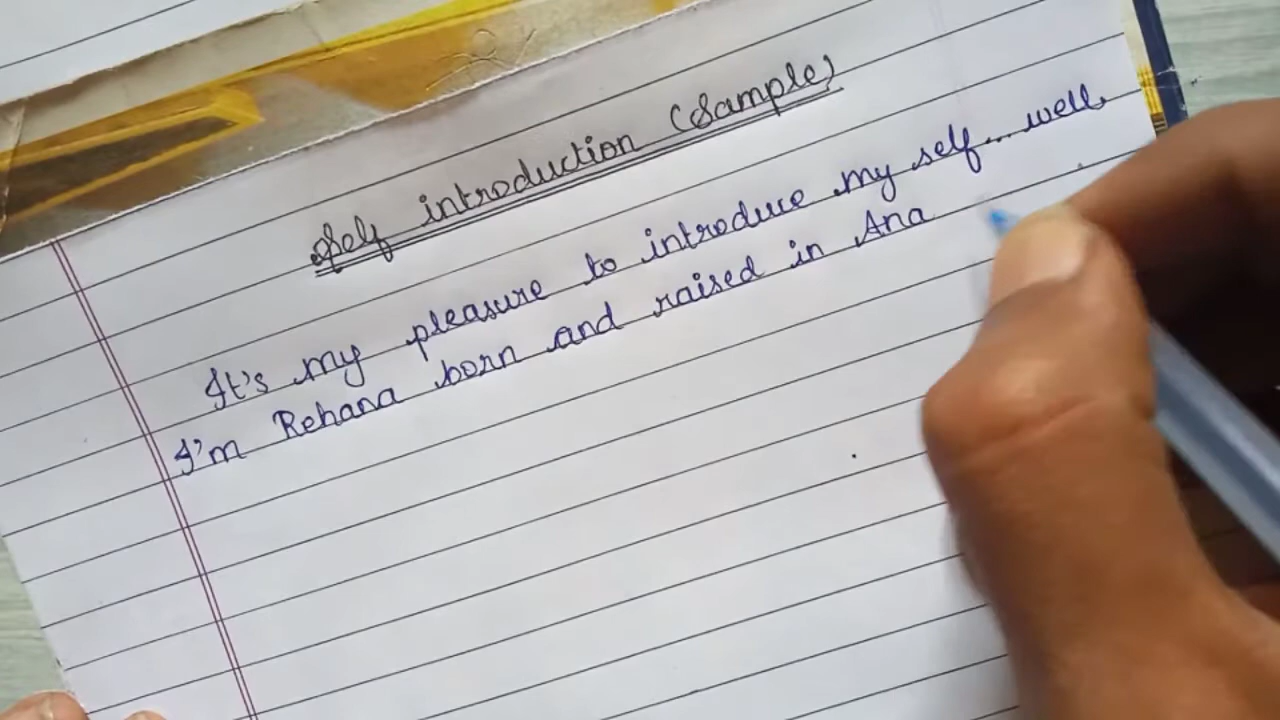 Self introduction (Sample)
It's my pleasure to introduce my self...well,
I'm Rehana born and raised in Ana